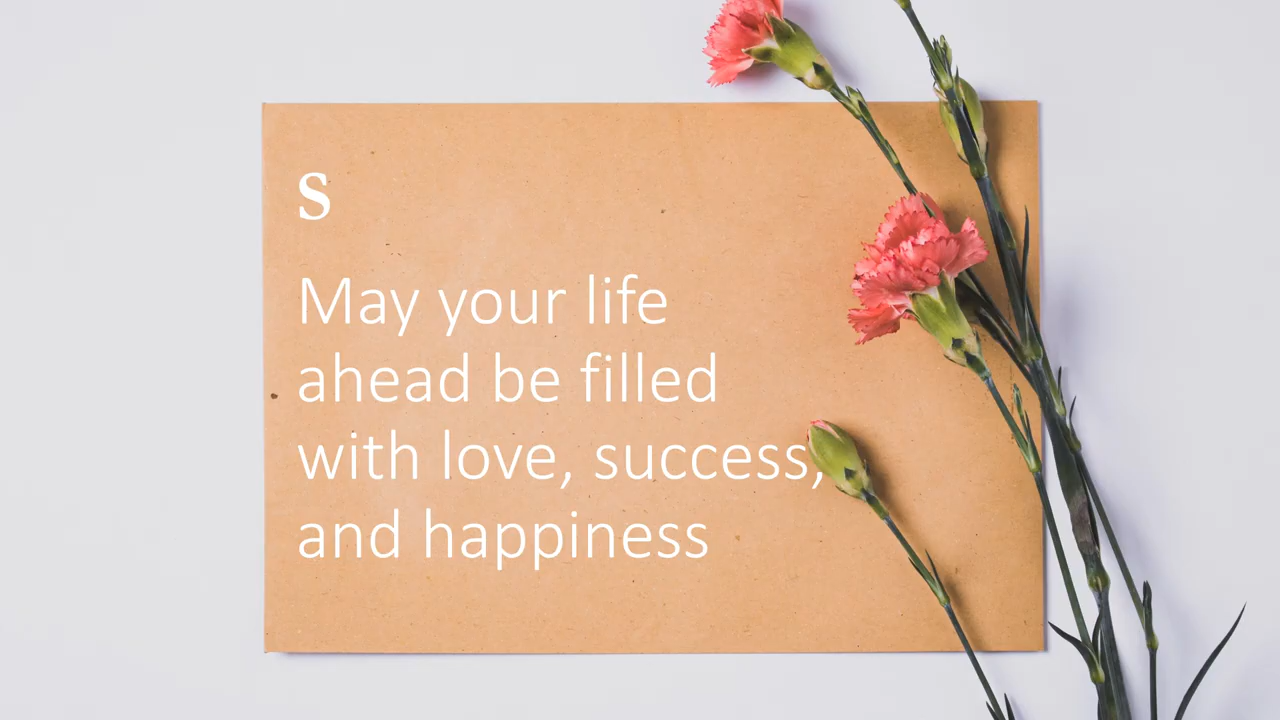 S
May your life
ahead be filled
with love, success,
and happiness